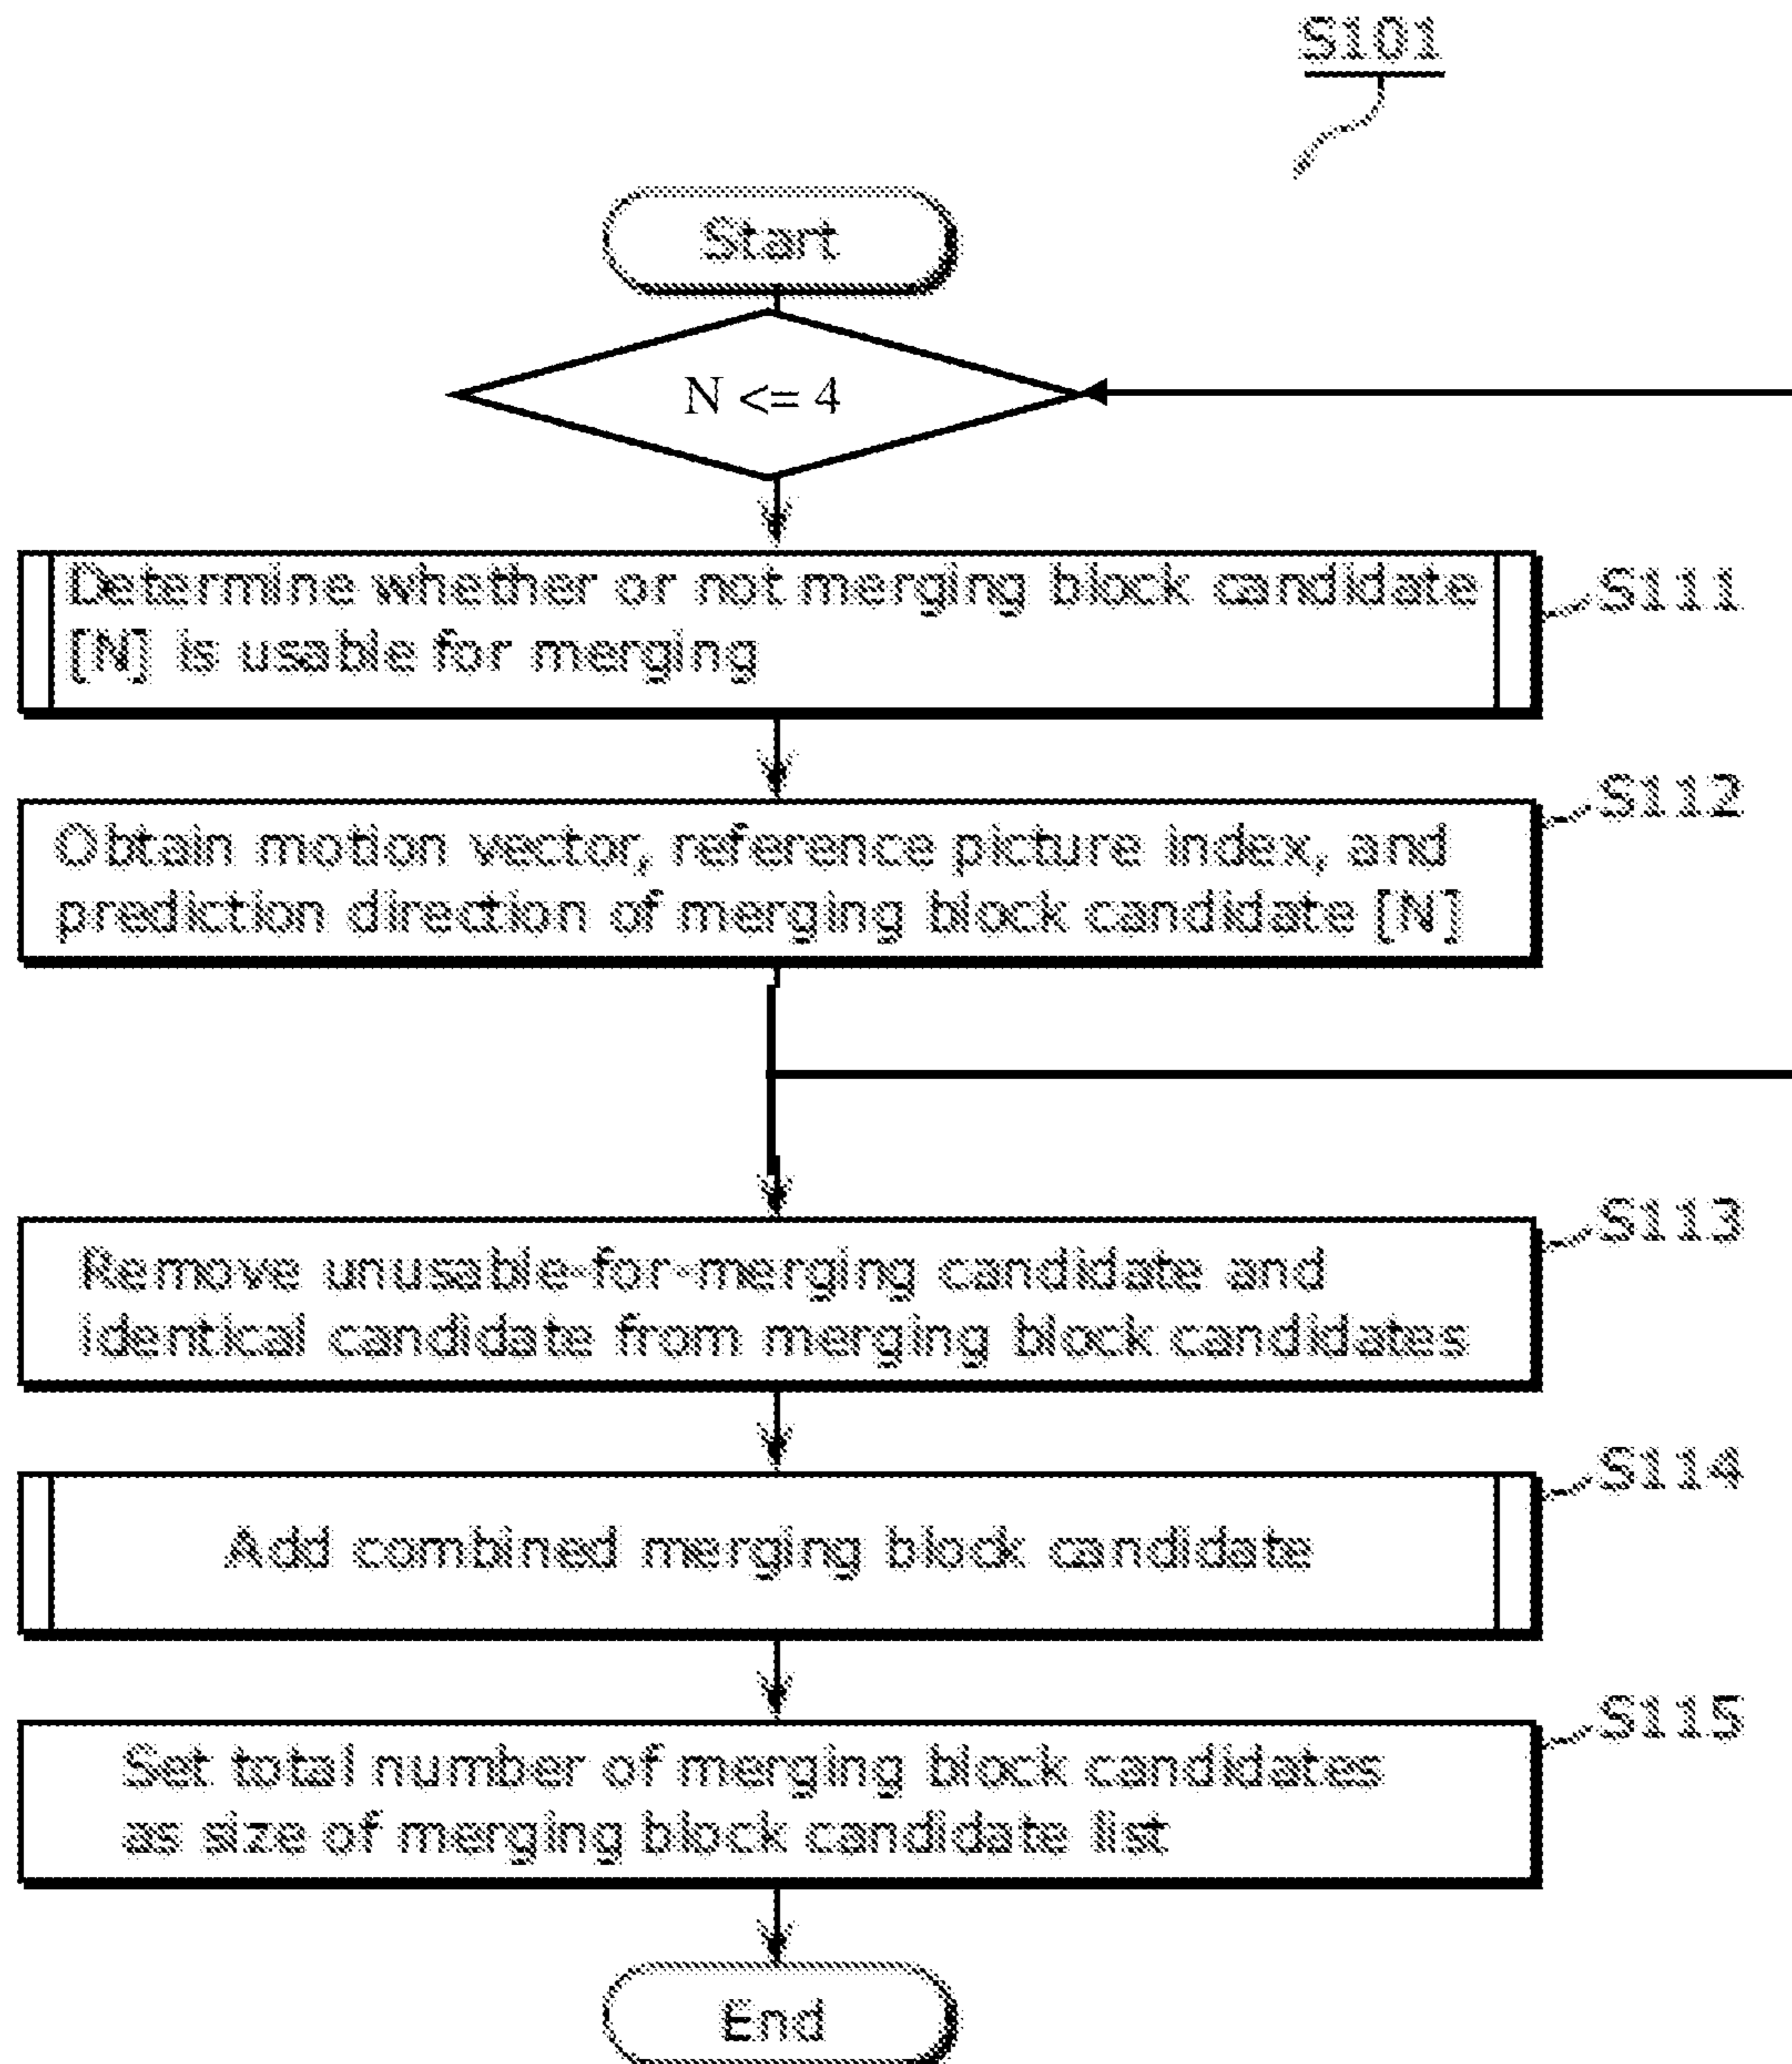 S101
Start
N <= 4
Determine whether or not merging block candidate
[N] is usable for merging
S111
S112
Obtain motion vector, reference picture index, and
prediction direction of merging block candidate [N]
S113
Remove unusable-for-merging candidate and
identical candidate from merging block candidates
S114
Add combined merging block candidate
S115
Set total number of merging block candidates
as size of merging block candidate list
End